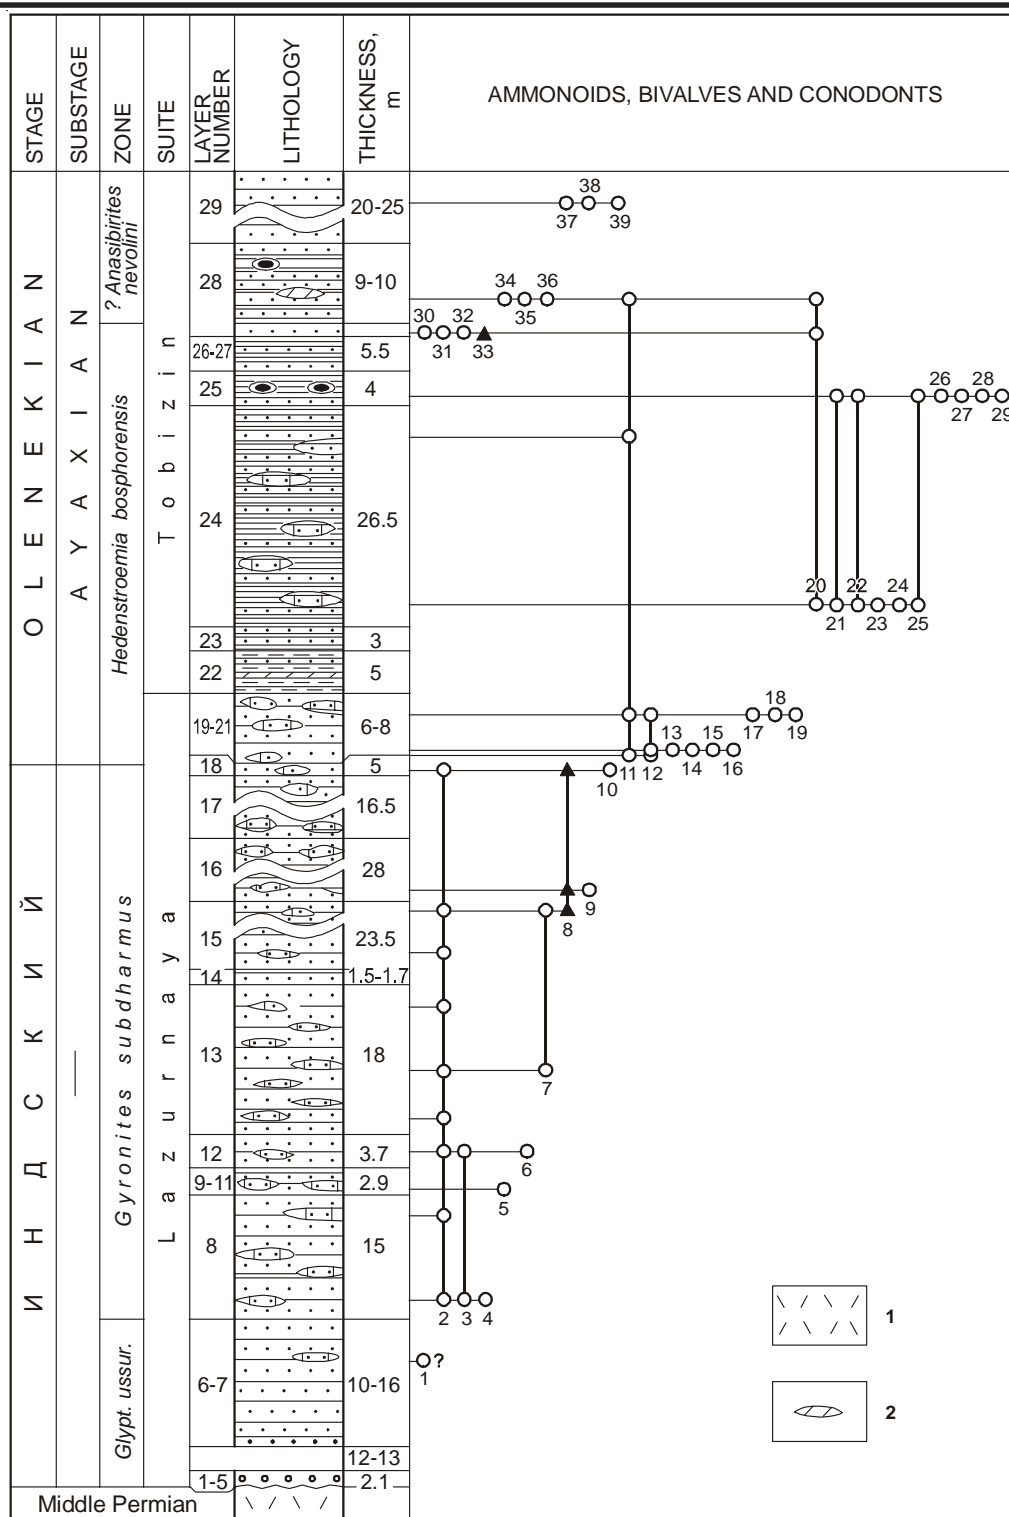 STAGE
SUBSTAGE
ZONE
SUITE
LAYER NUMBER
LITHOLOGY
THICKNESS, m
AMMONOIDS, BIVALVES AND CONODONTS
OLENEKIAN
ИНДСКИЙ
AYAXIAN
—
? Anasibirites nevolini
Hedenstroemia bosphorensis
Gyronites subdharmus
Glypt. ussur.
Tobizin
Lazurnaya
29 20-25
28 9-10
26-27 5.5
25 4
24 26.5
23 3
22 5
19-21 6-8
18 5
17 16.5
16 28
15 23.5
14 1.5-1.7
13 18
12 3.7
9-11 2.9
8 15
6-7 10-16
12-13
1-5 2.1
Middle Permian
38
37 39
34 36
35
30 32
31 33
26 28
27 29
20 22 24
21 23 25
18
17 19
13 15
11 12 14 16
10
9
8
7
6
5
2 3 4
?
1
1
2